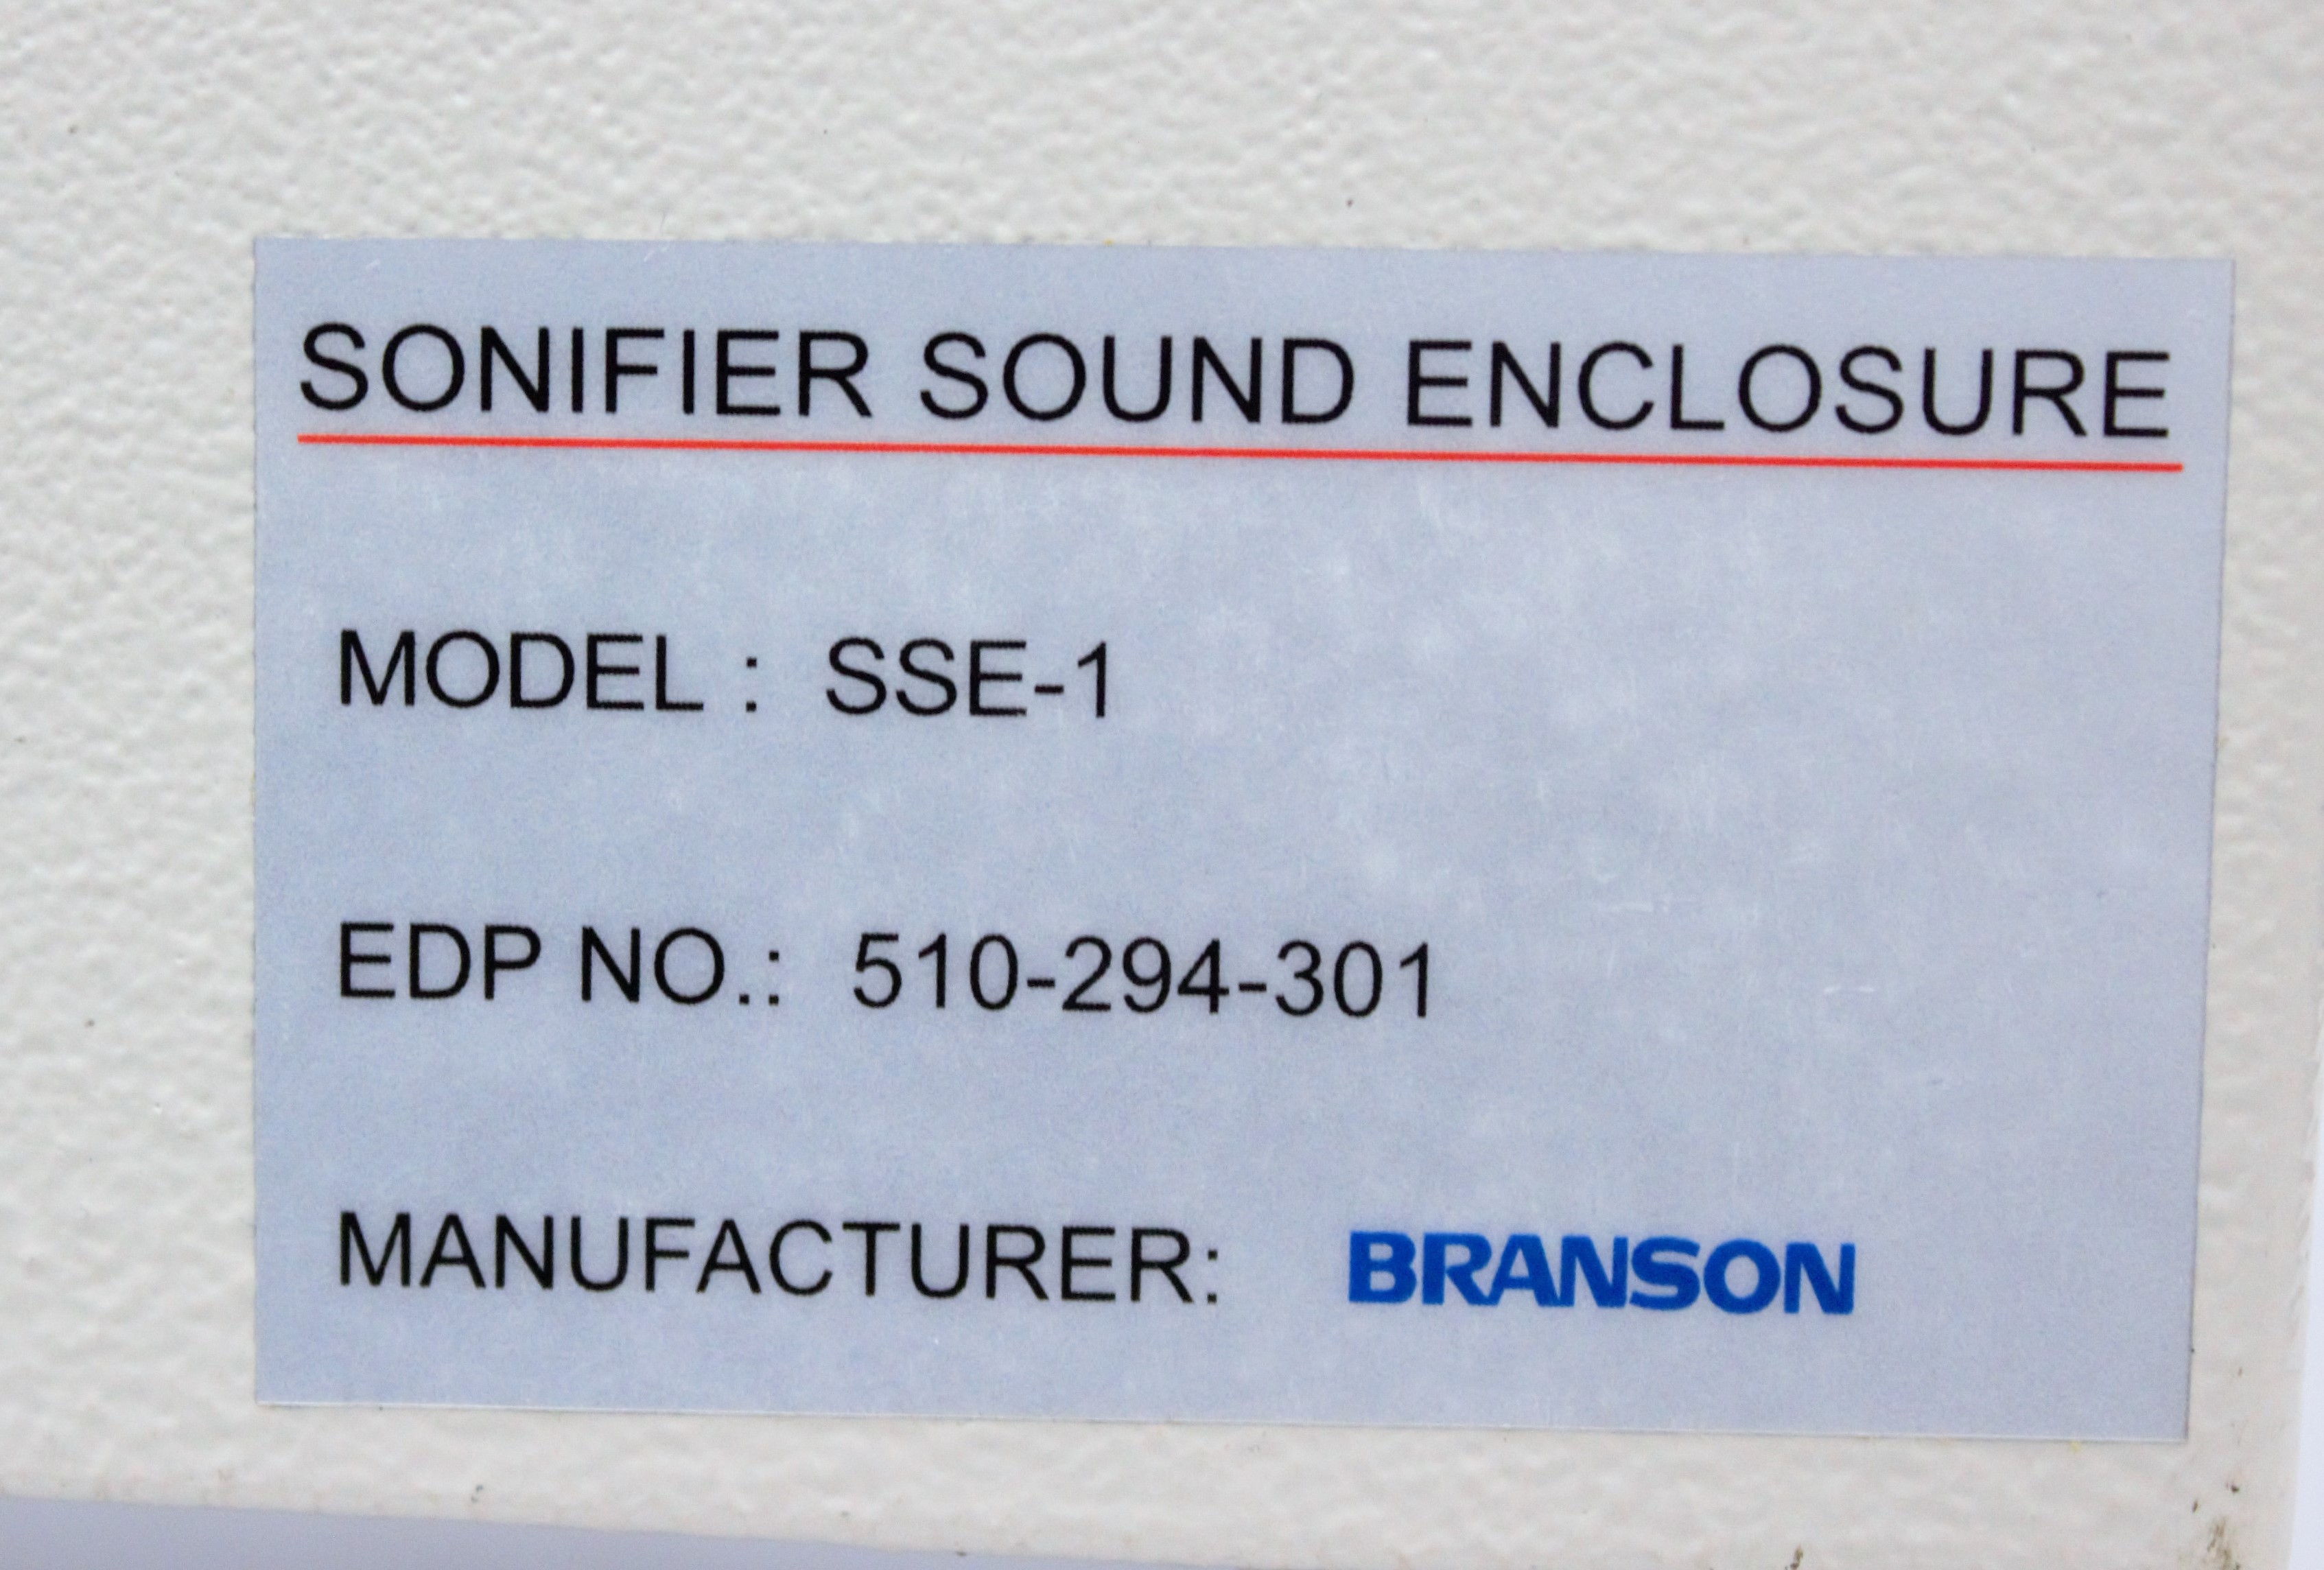 SONIFIER SOUND ENCLOSURE
MODEL : SSE-1
EDP NO.: 510-294-301
MANUFACTURER: BRANSON